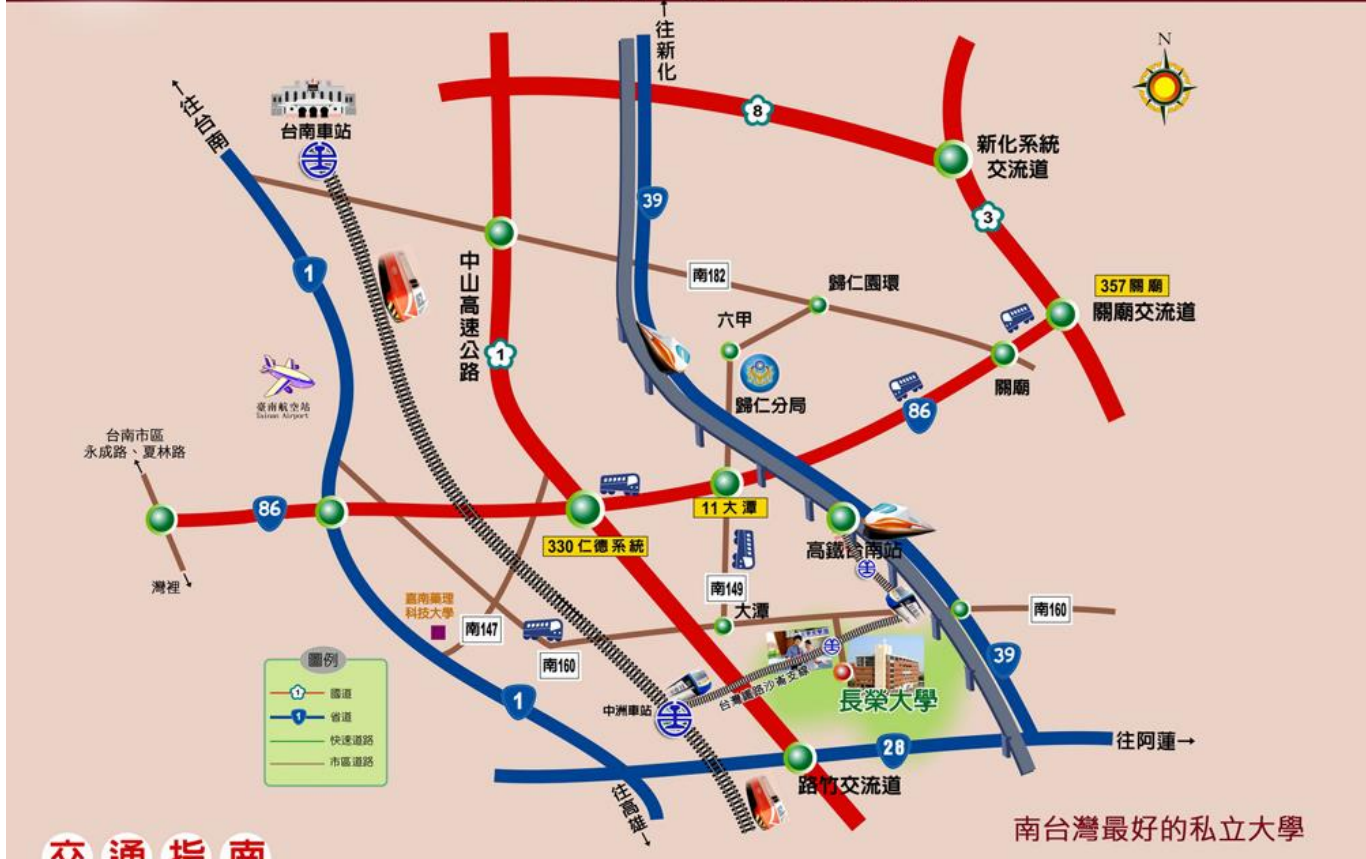 ↑往新化
N
↑往台南
台南車站
8
新化系統
交流道
39
3
1
中山高速公路
南182
歸仁圓環
357 關廟
關廟交流道
六甲
1
臺南航空站
Tainan Airport
歸仁分局
關廟
86
台南市區
永成路、夏林路
86
11 大潭
330 仁德系統
高鐵台南站
灣裡
嘉南藥理
科技大學
南147
南149
大潭
南160
南160
39
圖例
1 國道
1 省道
快速道路
市區道路
1
中洲車站
台灣鐵路沙崙支線
長榮大學
28
往阿蓮→
路竹交流道
往高雄→
南台灣最好的私立大學
交通指南